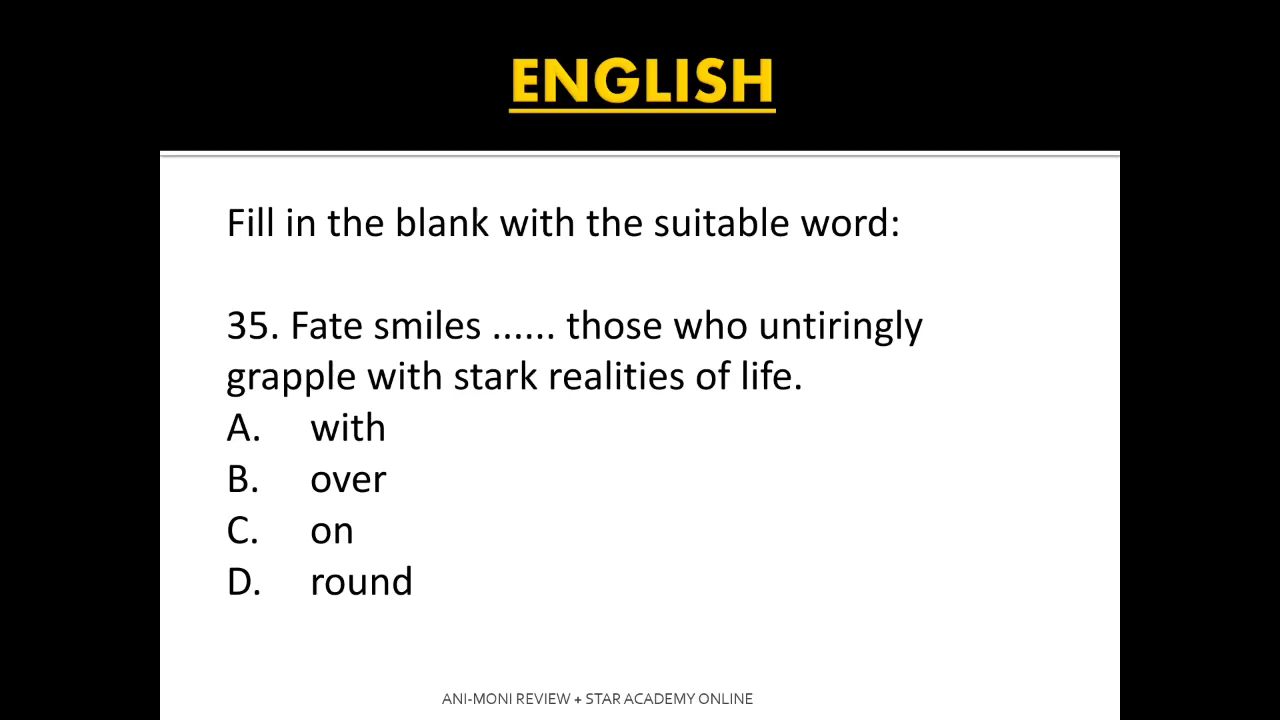 ENGLISH
Fill in the blank with the suitable word:
35. Fate smiles ...... those who untiringly
grapple with stark realities of life.
A. with
B. over
C. on
D. round
ANI-MONI REVIEW + STAR ACADEMY ONLINE